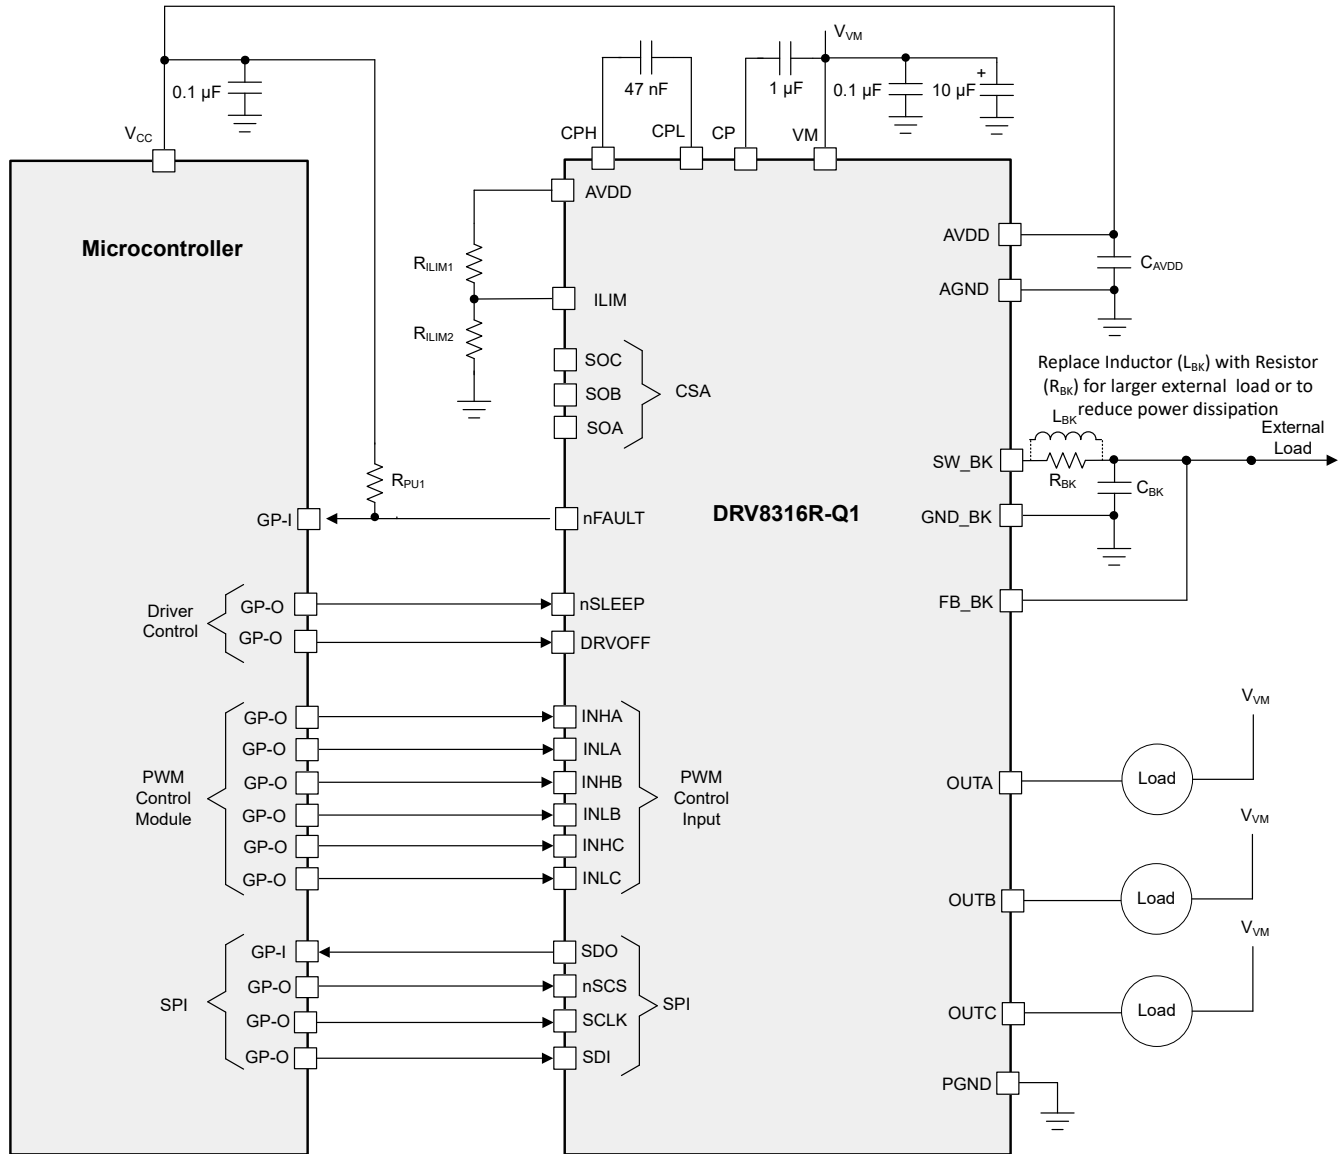 V_VM
0.1 µF
47 nF
1 µF
0.1 µF
+
10 µF
V_CC
CPH
CPL
CP
VM
Microcontroller
AVDD
R_ILIM1
ILIM
R_ILIM2
SOC
SOB
SOA
CSA
AVDD
C_AVDD
AGND
Replace Inductor (L_BK) with Resistor
(R_BK) for larger external load or to
reduce power dissipation
L_BK
External
Load
SW_BK
R_BK
C_BK
GND_BK
FB_BK
R_PU1
GP-I
nFAULT
DRV8316R-Q1
Driver
Control
GP-O
nSLEEP
GP-O
DRVOFF
PWM
Control
Module
GP-O
INHA
GP-O
INLA
GP-O
INHB
GP-O
INLB
GP-O
INHC
GP-O
INLC
PWM
Control
Input
V_VM
OUTA
Load
V_VM
OUTB
Load
V_VM
OUTC
Load
SPI
GP-I
SDO
GP-O
nSCS
GP-O
SCLK
GP-O
SDI
SPI
PGND